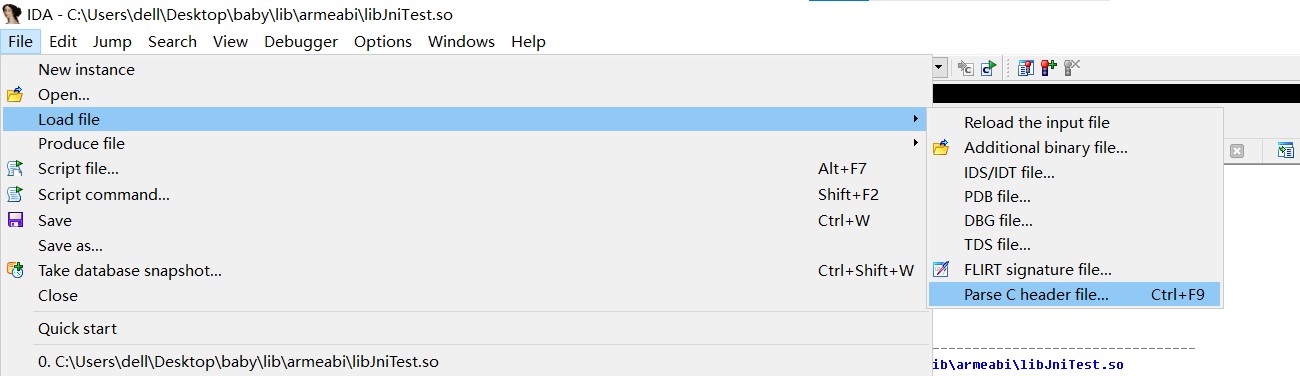 IDA - C:\Users\dell\Desktop\baby\lib\armeabi\libJniTest.so
File Edit Jump Search View Debugger Options Windows Help
New instance
Open...
Load file
Produce file
Script file... Alt+F7
Script command... Shift+F2
Save Ctrl+W
Save as...
Take database snapshot... Ctrl+Shift+W
Close
Quick start
0. C:\Users\dell\Desktop\baby\lib\armeabi\libJniTest.so
Reload the input file
Additional binary file...
IDS/IDT file...
PDB file...
DBG file...
TDS file...
FLIRT signature file...
Parse C header file... Ctrl+F9
ib\armeabi\libJniTest.so